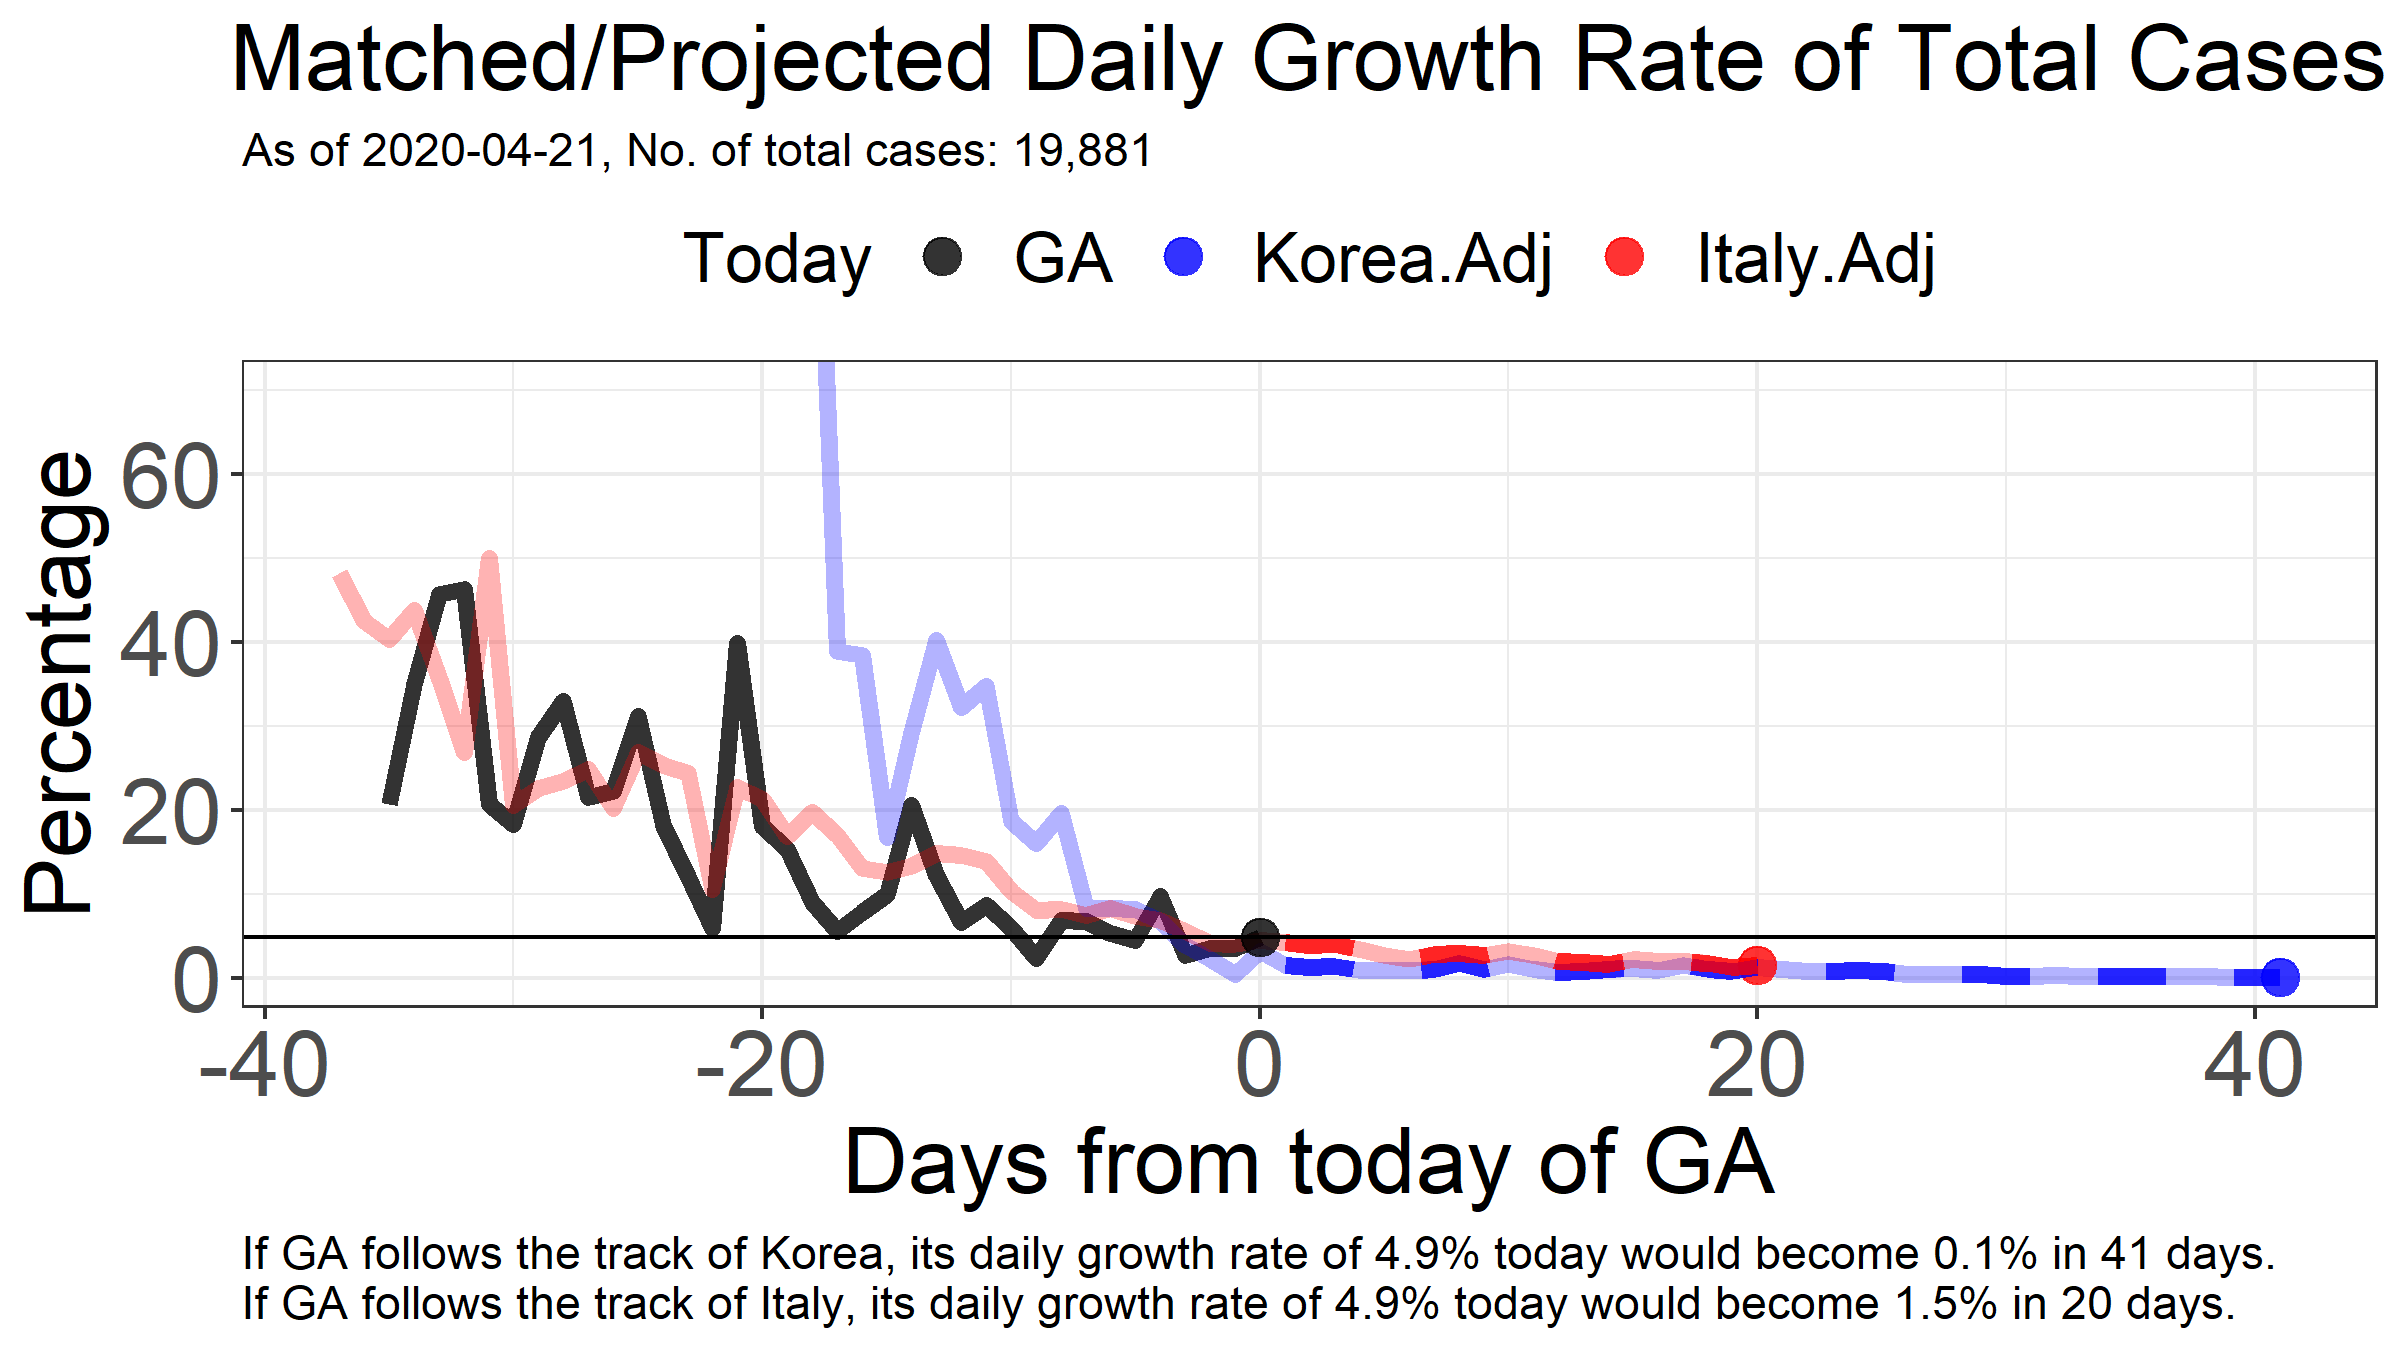 Matched/Projected Daily Growth Rate of Total Cases
As of 2020-04-21, No. of total cases: 19,881
Today GA Korea.Adj Italy.Adj
Percentage
60
40
20
0
-40 -20 0 20 40
Days from today of GA
If GA follows the track of Korea, its daily growth rate of 4.9% today would become 0.1% in 41 days.
If GA follows the track of Italy, its daily growth rate of 4.9% today would become 1.5% in 20 days.